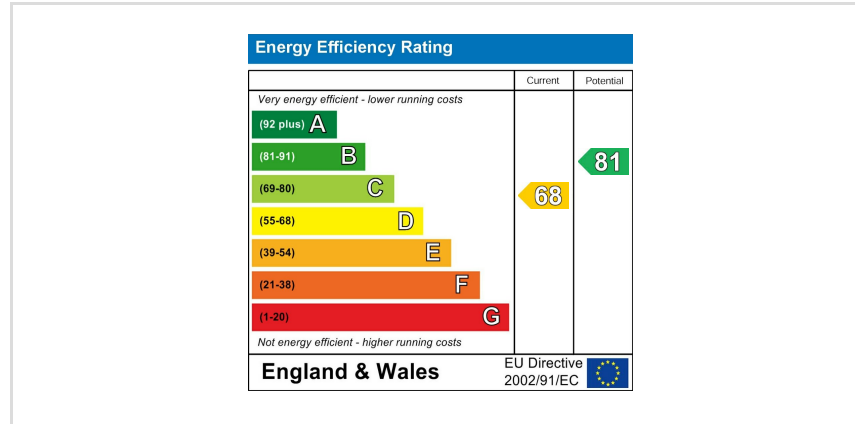 Energy Efficiency Rating
Current Potential
Very energy efficient - lower running costs
(92 plus) A
(81-91) B
81
(69-80) C
68
(55-68) D
(39-54) E
(21-38) F
(1-20) G
Not energy efficient - higher running costs
England & Wales
EU Directive
2002/91/EC